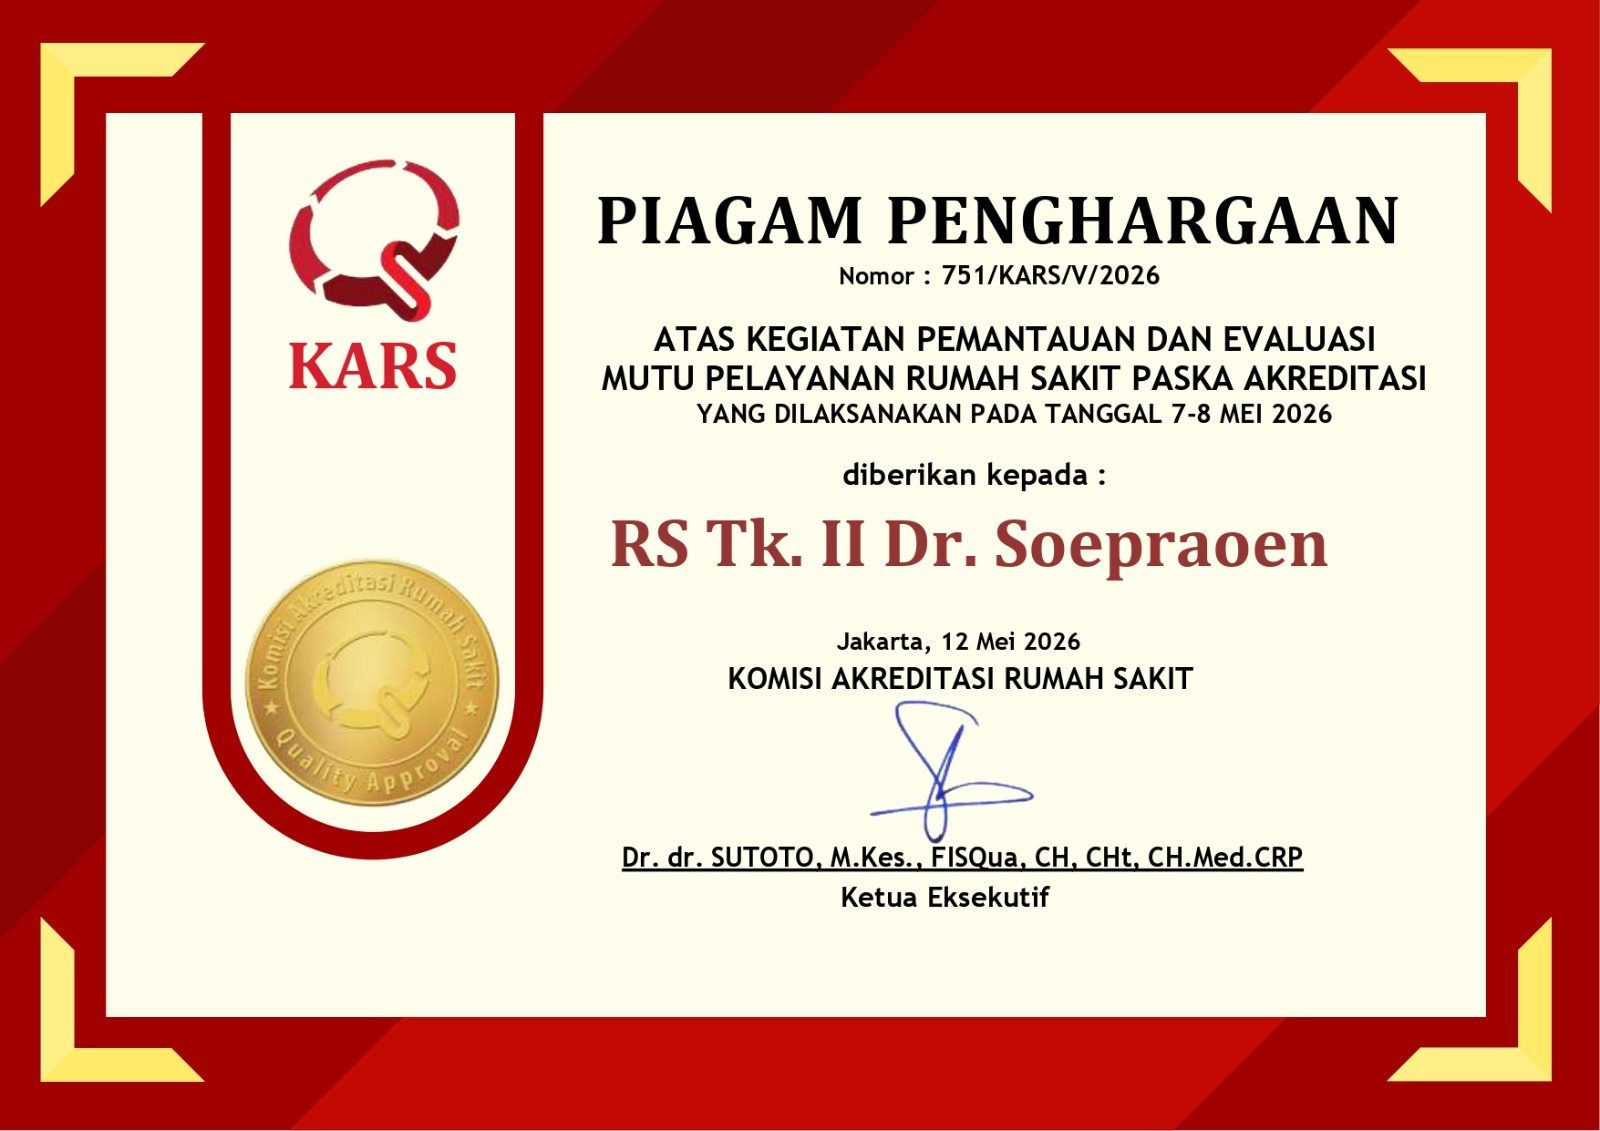 KARS
Komisi Akreditasi Rumah Sakit
Quality Approval
PIAGAM PENGHARGAAN
Nomor : 751/KARS/V/2026
ATAS KEGIATAN PEMANTAUAN DAN EVALUASI
MUTU PELAYANAN RUMAH SAKIT PASKA AKREDITASI
YANG DILAKSANAKAN PADA TANGGAL 7-8 MEI 2026
diberikan kepada :
RS Tk. II Dr. Soepraoen
Jakarta, 12 Mei 2026
KOMISI AKREDITASI RUMAH SAKIT
Dr. dr. SUTOTO, M.Kes., FISQua, CH, CHt, CH.Med.CRP
Ketua Eksekutif